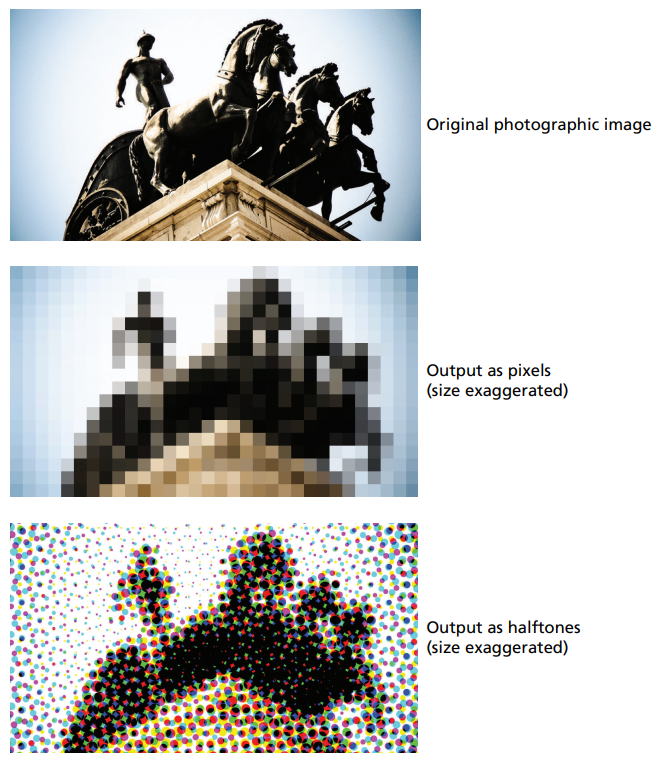 Original photographic image
Output as pixels
(size exaggerated)
Output as halftones
(size exaggerated)